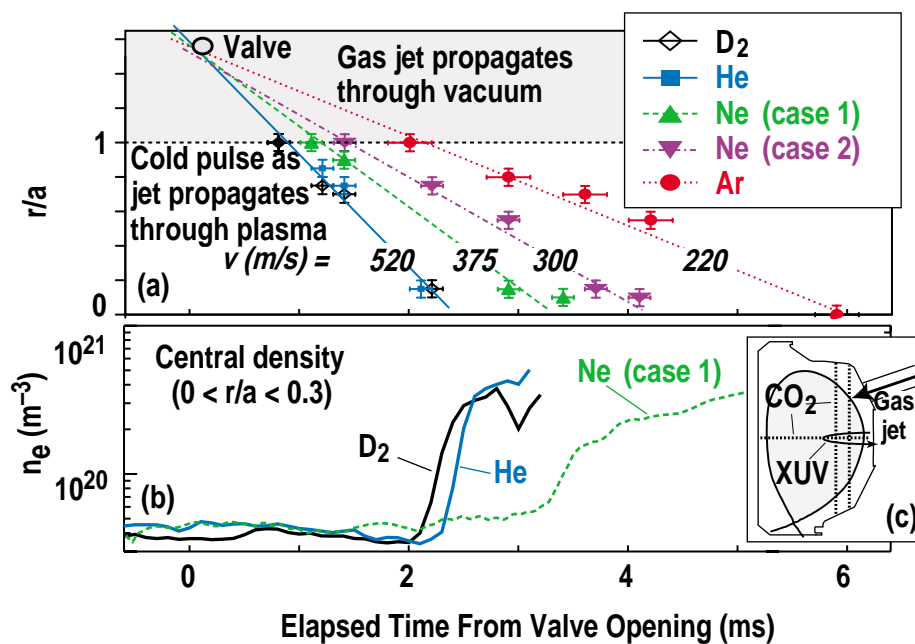 Valve
Gas jet propagates
through vacuum
D2
He
Ne (case 1)
Ne (case 2)
Ar
r/a
1
0
Cold pulse as
jet propagates
through plasma
v (m/s) = 520 375 300 220
(a)
10^21
10^20
ne (m^-3)
Central density
(0 < r/a < 0.3)
Ne (case 1)
D2
He
(b)
CO2
Gas
jet
XUV
(c)
0 2 4 6
Elapsed Time From Valve Opening (ms)